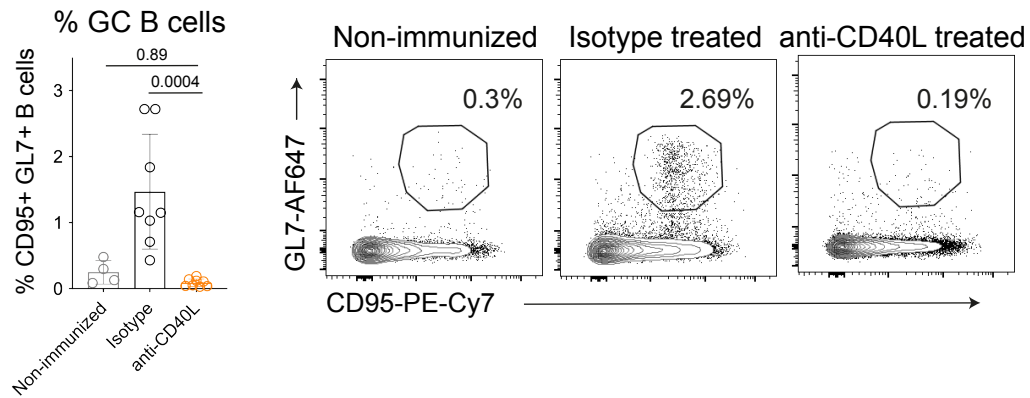 % GC B cells
0.89
0.0004
3
2
1
0
% CD95+ GL7+ B cells
Non-immunized
Isotype
anti-CD40L
Non-immunized
Isotype treated
anti-CD40L treated
0.3%
2.69%
0.19%
GL7-AF647
CD95-PE-Cy7